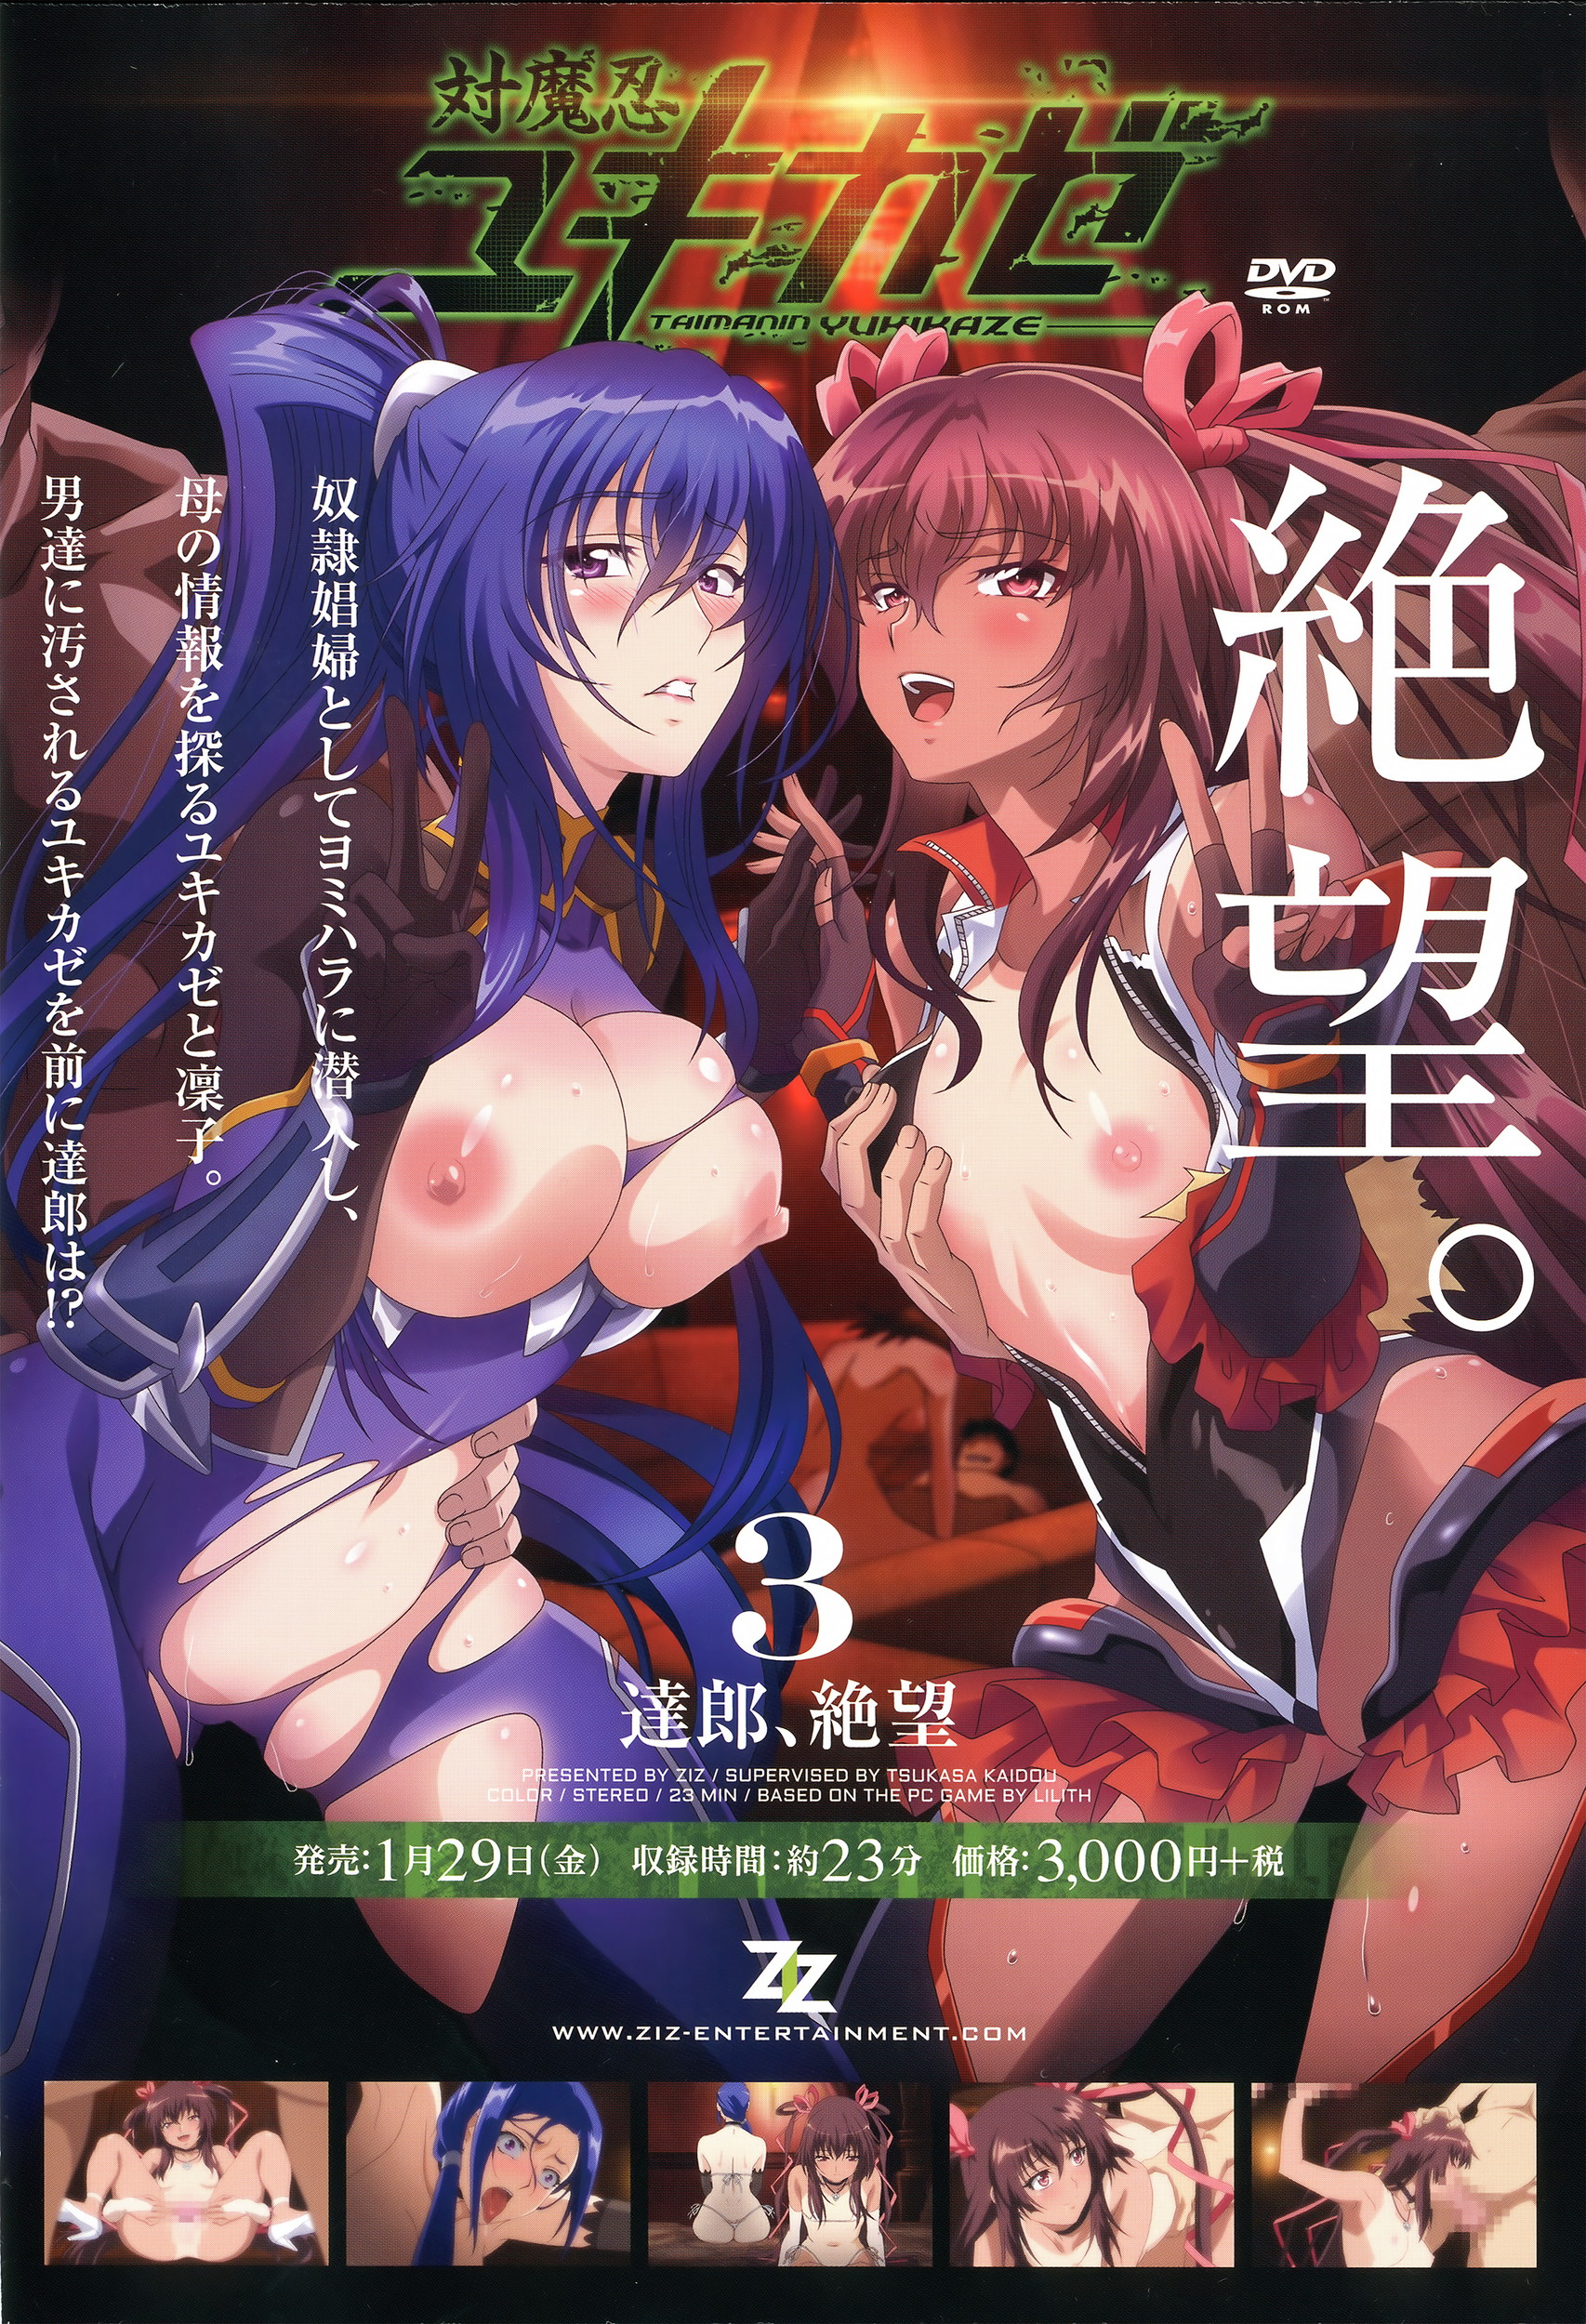 対魔忍
ユキカゼ
TAIMANIN YUKIKAZE
DVD
ROM
絶望。
奴隷娼婦としてヨミハラに潜入し、
母の情報を探るユキカゼと凜子。
男達に汚されるユキカゼを前に達郎は!?
3
達郎、絶望
PRESENTED BY ZIZ / SUPERVISED BY TSUKASA KAIDOU
COLOR / STEREO / 23 MIN / BASED ON THE PC GAME BY LILITH
発売:1月29日(金) 収録時間:約23分 価格:3,000円+税
ZIZ
WWW.ZIZ-ENTERTAINMENT.COM